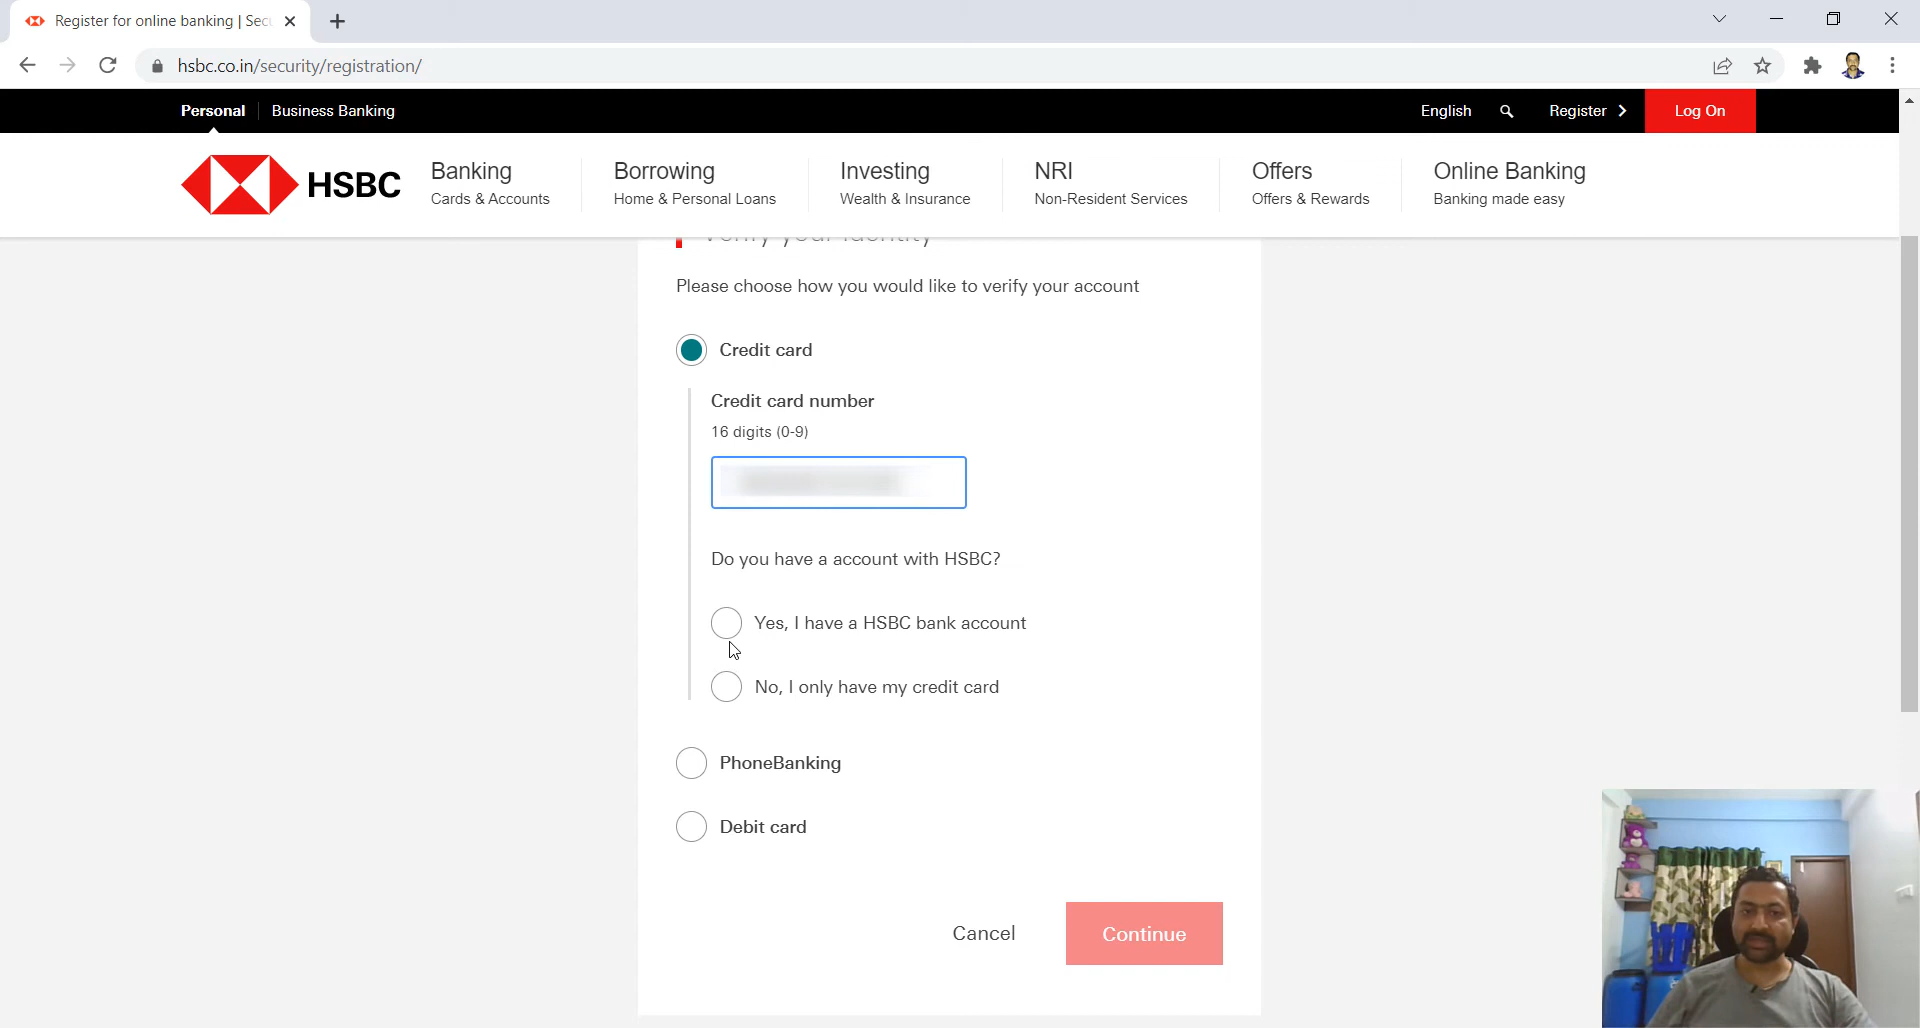 Register for online banking | Sec
hsbc.co.in/security/registration/
Personal
Business Banking
English
Register
Log On
HSBC
Banking
Cards & Accounts
Borrowing
Home & Personal Loans
Investing
Wealth & Insurance
NRI
Non-Resident Services
Offers
Offers & Rewards
Online Banking
Banking made easy
Verify your identity
Please choose how you would like to verify your account
Credit card
Credit card number
16 digits (0-9)
Do you have a account with HSBC?
Yes, I have a HSBC bank account
No, I only have my credit card
PhoneBanking
Debit card
Cancel
Continue